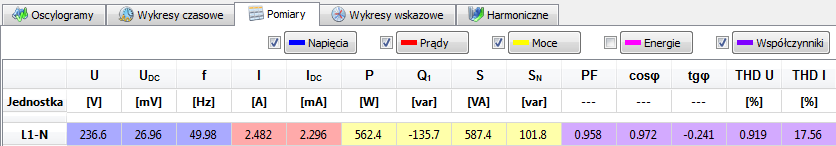 Oscylogramy Wykresy czasowe Pomiary Wykresy wskazowe Harmoniczne
Napięcia Prądy Moce Energie Współczynniki
U UDC f I IDC P Q1 S SN PF cosφ tgφ THD U THD I
Jednostka [V] [mV] [Hz] [A] [mA] [W] [var] [VA] [var] --- --- --- [%] [%]
L1-N 236.6 26.96 49.98 2.482 2.296 562.4 -135.7 587.4 101.8 0.958 0.972 -0.241 0.919 17.56